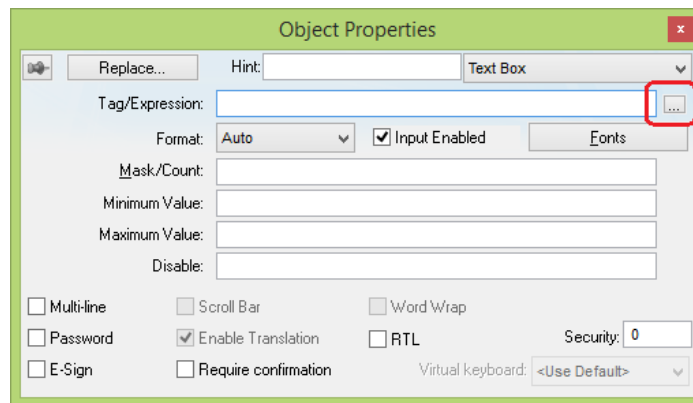 Object Properties
x
Replace... Hint: Text Box
Tag/Expression: ...
Format: Auto Input Enabled Fonts
Mask/Count:
Minimum Value:
Maximum Value:
Disable:
Multi-line Scroll Bar Word Wrap
Password Enable Translation RTL Security: 0
E-Sign Require confirmation Virtual keyboard: <Use Default>